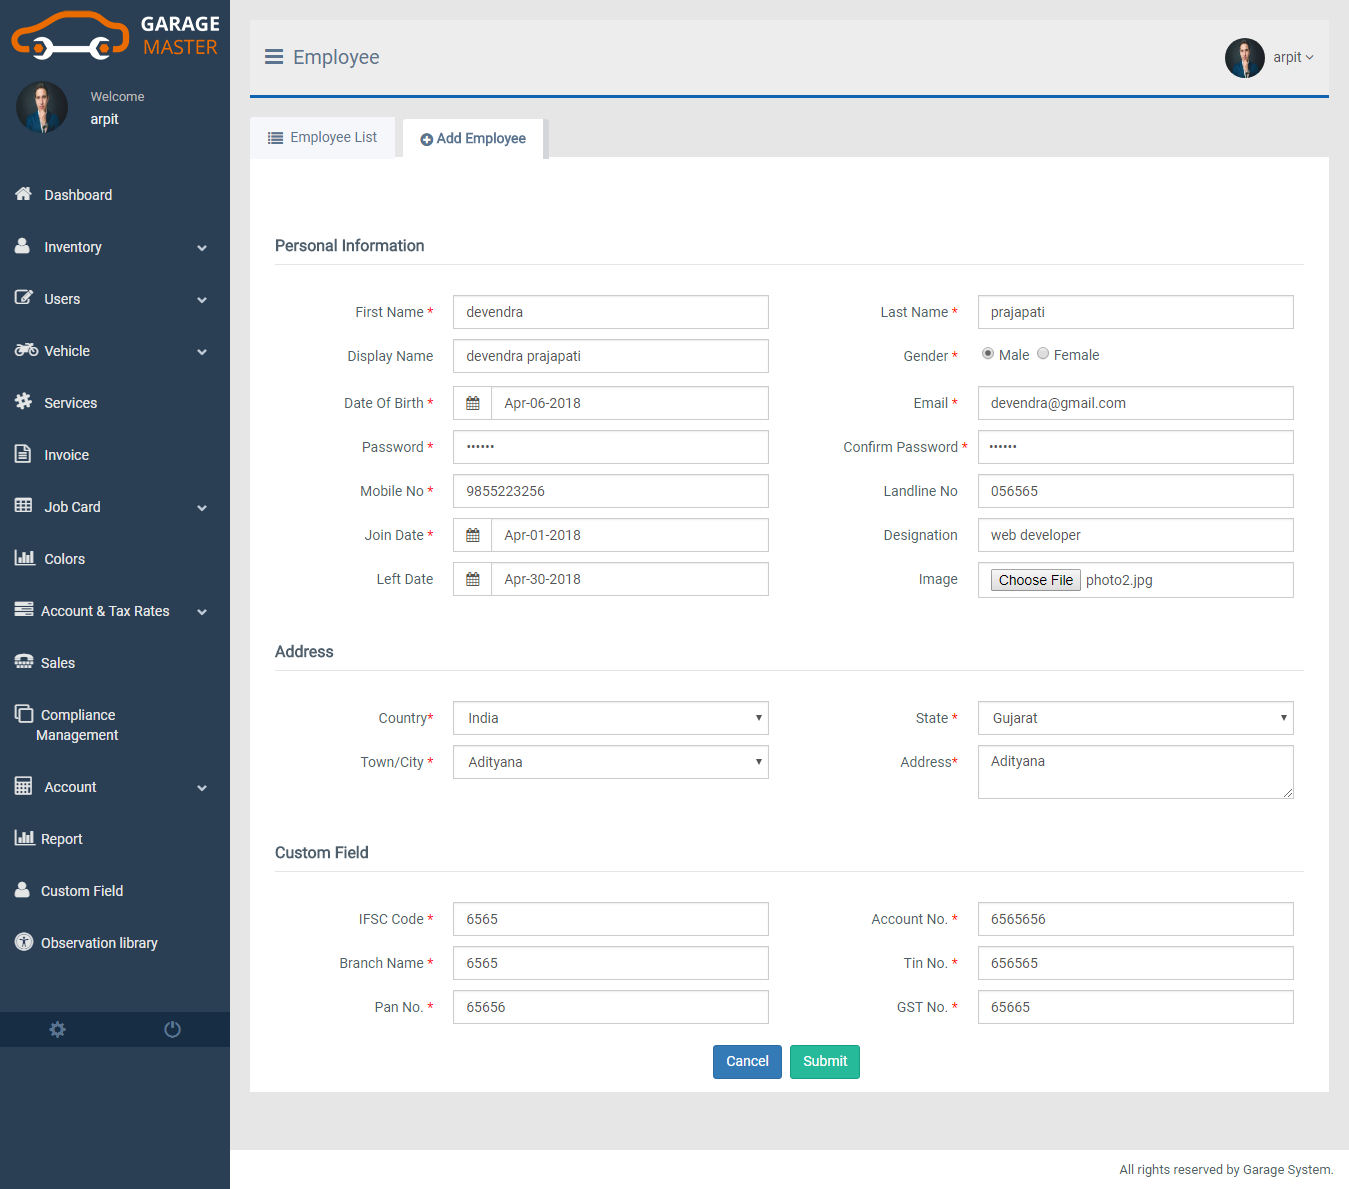 GARAGE
MASTER
Welcome
arpit
Dashboard
Inventory
Users
Vehicle
Services
Invoice
Job Card
Colors
Account & Tax Rates
Sales
Compliance
Management
Account
Report
Custom Field
Observation library
Employee
arpit
Employee List
Add Employee
Personal Information
First Name * devendra
Last Name * prajapati
Display Name devendra prajapati
Gender * Male Female
Date Of Birth * Apr-06-2018
Email * devendra@gmail.com
Password * ••••••
Confirm Password * ••••••
Mobile No * 9855223256
Landline No 056565
Join Date * Apr-01-2018
Designation web developer
Left Date Apr-30-2018
Image Choose File photo2.jpg
Address
Country* India
State * Gujarat
Town/City * Adityana
Address* Adityana
Custom Field
IFSC Code * 6565
Account No. * 6565656
Branch Name * 6565
Tin No. * 656565
Pan No. * 65656
GST No. * 65665
Cancel
Submit
All rights reserved by Garage System.